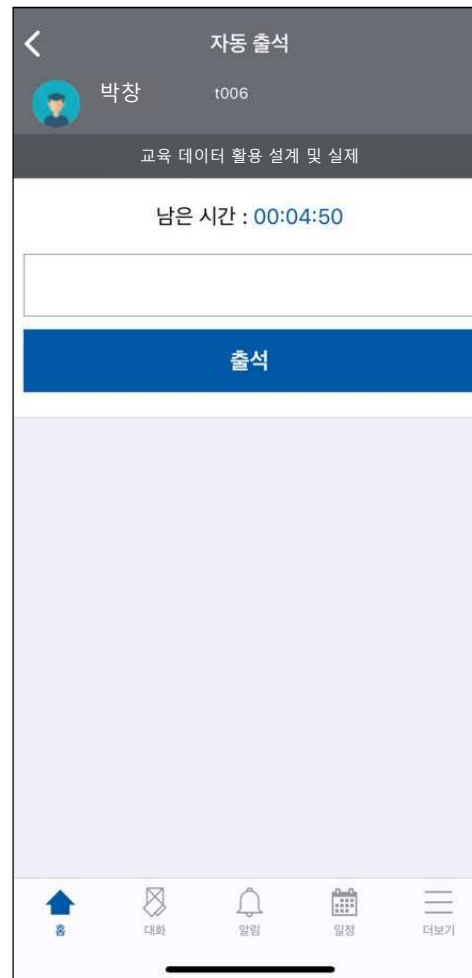 자동 출석
박창 t006
교육 데이터 활용 설계 및 실제
남은 시간 : 00:04:50
출석
홈 대화 알림 일정 더보기